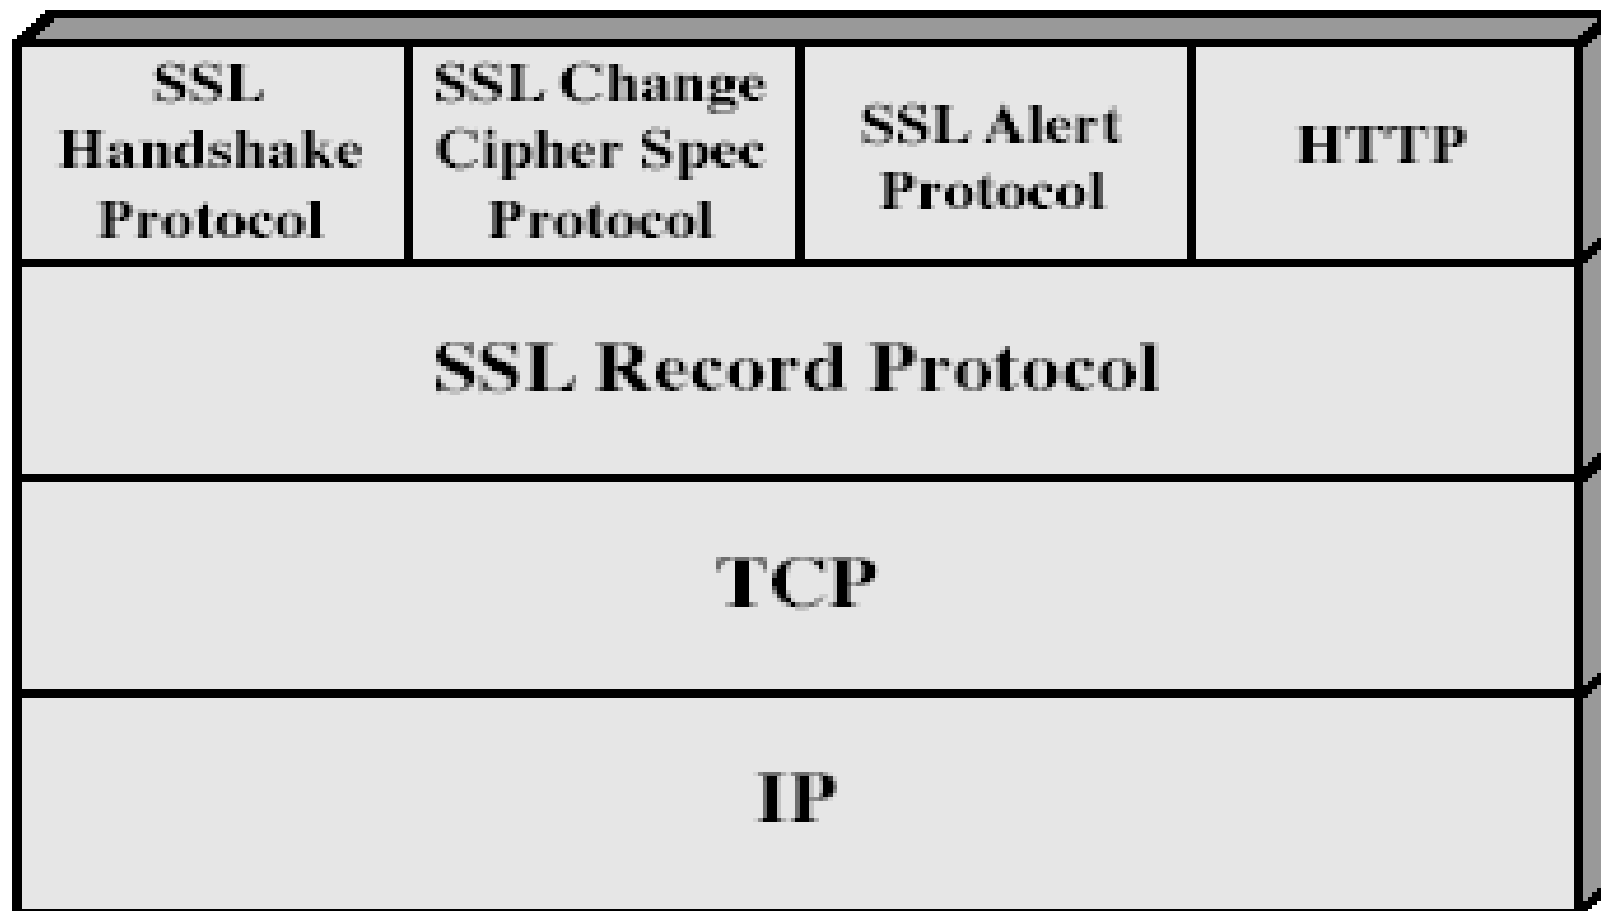 SSL
Handshake
Protocol
SSL Change
Cipher Spec
Protocol
SSL Alert
Protocol
HTTP
SSL Record Protocol
TCP
IP